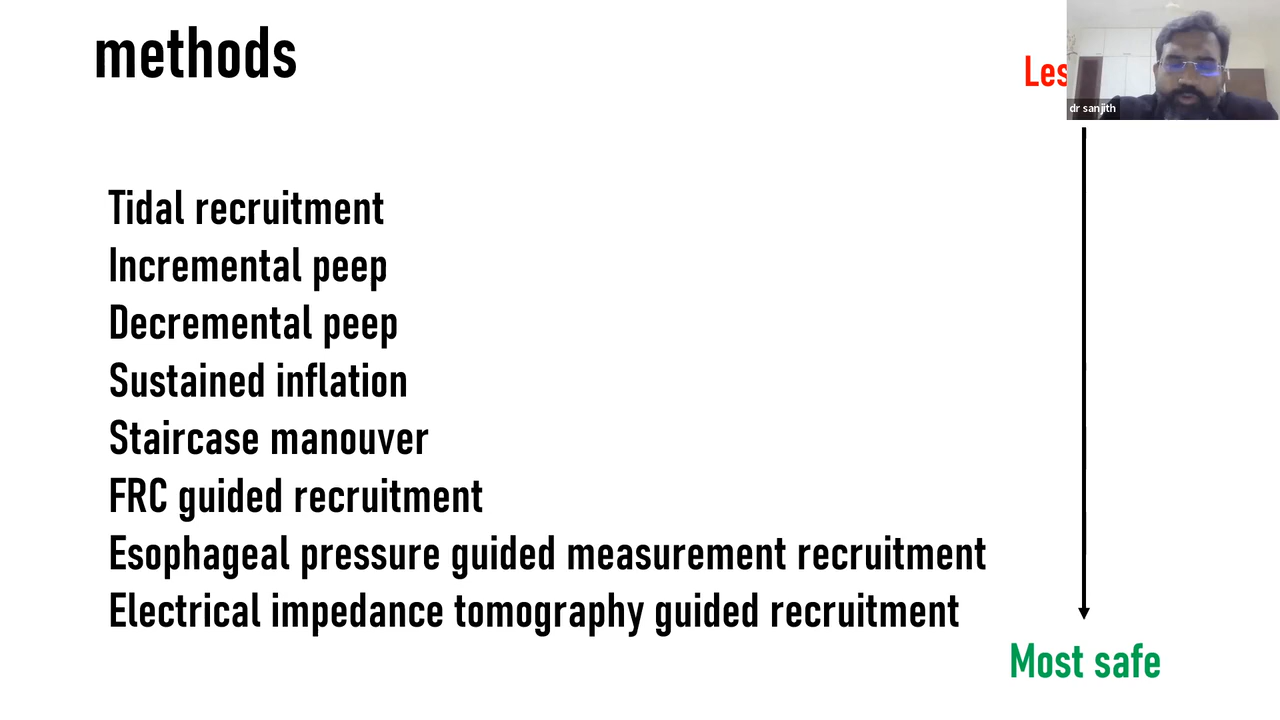 methods
dr sanjith
Tidal recruitment
Incremental peep
Decremental peep
Sustained inflation
Staircase manouver
FRC guided recruitment
Esophageal pressure guided measurement recruitment
Electrical impedance tomography guided recruitment
Most safe